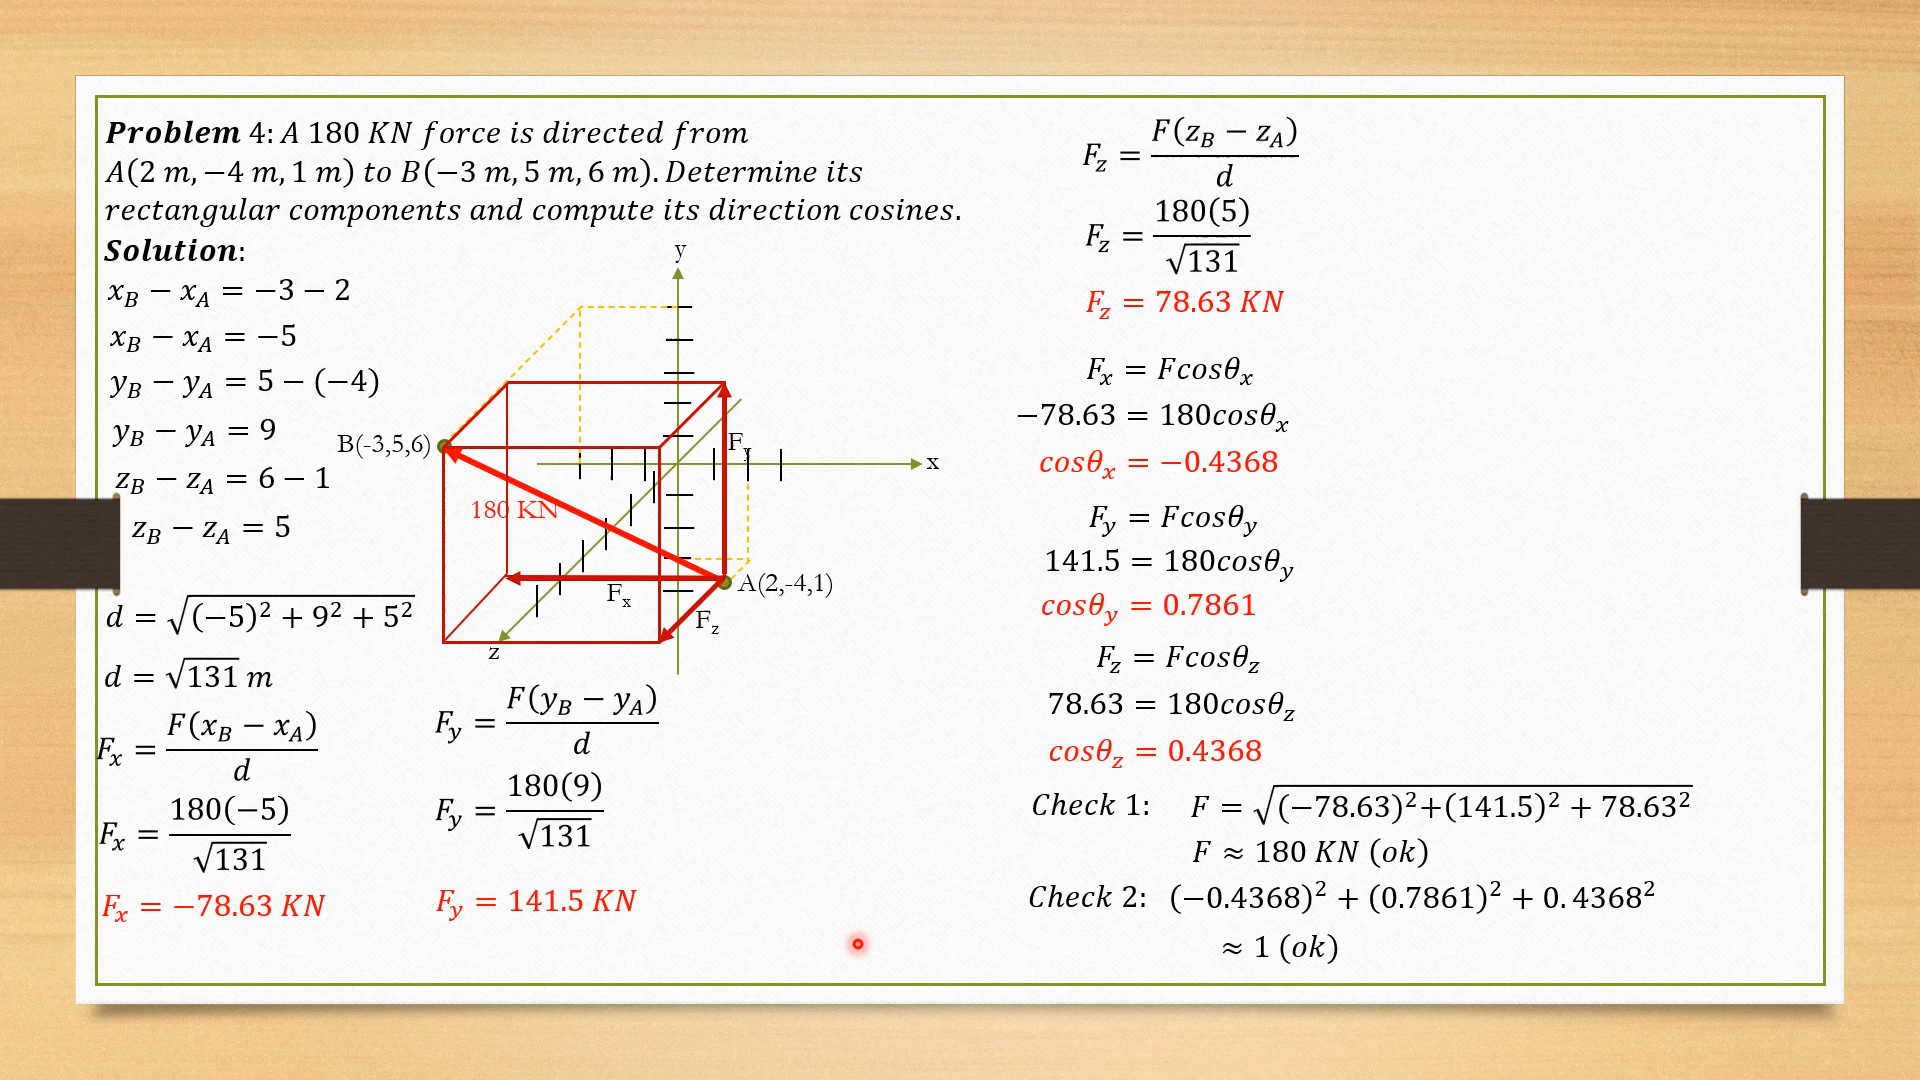 Problem 4: A 180 KN force is directed from
A(2 m, −4 m, 1 m) to B(−3 m, 5 m, 6 m). Determine its
rectangular components and compute its direction cosines.
Solution:
x_B − x_A = −3 − 2
x_B − x_A = −5
y_B − y_A = 5 − (−4)
y_B − y_A = 9
z_B − z_A = 6 − 1
z_B − z_A = 5
d = √((−5)² + 9² + 5²)
d = √131 m
F_x = F(x_B − x_A) / d
F_x = 180(−5) / √131
F_x = −78.63 KN
y
x
z
B(-3,5,6)
180 KN
F_y
F_x
F_z
A(2,-4,1)
F_y = F(y_B − y_A) / d
F_y = 180(9) / √131
F_y = 141.5 KN
F_z = F(z_B − z_A) / d
F_z = 180(5) / √131
F_z = 78.63 KN
F_x = Fcosθ_x
−78.63 = 180cosθ_x
cosθ_x = −0.4368
F_y = Fcosθ_y
141.5 = 180cosθ_y
cosθ_y = 0.7861
F_z = Fcosθ_z
78.63 = 180cosθ_z
cosθ_z = 0.4368
Check 1: F = √((−78.63)²+(141.5)² + 78.63²)
F ≈ 180 KN (ok)
Check 2: (−0.4368)² + (0.7861)² + 0.4368²
≈ 1 (ok)